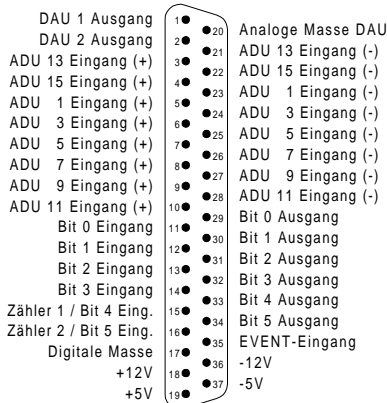 DAU 1 Ausgang 1
DAU 2 Ausgang 2
ADU 13 Eingang (+) 3
ADU 15 Eingang (+) 4
ADU 1 Eingang (+) 5
ADU 3 Eingang (+) 6
ADU 5 Eingang (+) 7
ADU 7 Eingang (+) 8
ADU 9 Eingang (+) 9
ADU 11 Eingang (+) 10
Bit 0 Eingang 11
Bit 1 Eingang 12
Bit 2 Eingang 13
Bit 3 Eingang 14
Zähler 1 / Bit 4 Eing. 15
Zähler 2 / Bit 5 Eing. 16
Digitale Masse 17
+12V 18
+5V 19
20 Analoge Masse DAU
21 ADU 13 Eingang (-)
22 ADU 15 Eingang (-)
23 ADU 1 Eingang (-)
24 ADU 3 Eingang (-)
25 ADU 5 Eingang (-)
26 ADU 7 Eingang (-)
27 ADU 9 Eingang (-)
28 ADU 11 Eingang (-)
29 Bit 0 Ausgang
30 Bit 1 Ausgang
31 Bit 2 Ausgang
32 Bit 3 Ausgang
33 Bit 4 Ausgang
34 Bit 5 Ausgang
35 EVENT-Eingang
36 -12V
37 -5V